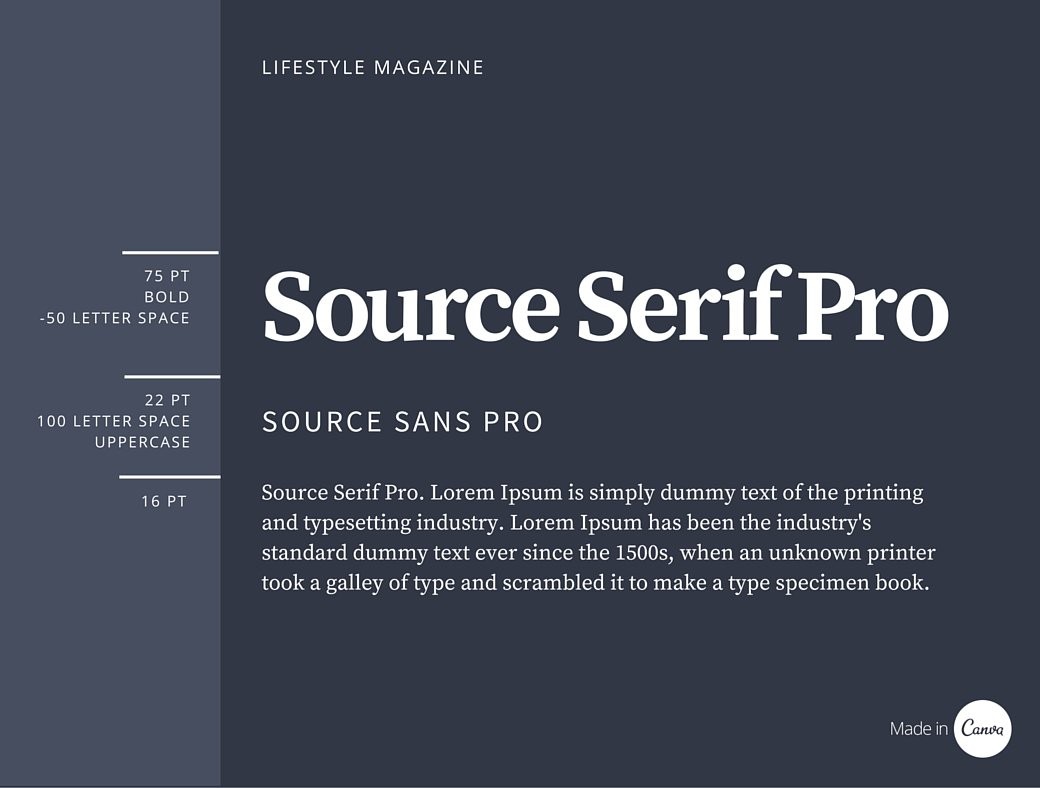 LIFESTYLE MAGAZINE
75 PT
BOLD
-50 LETTER SPACE
Source Serif Pro
22 PT
100 LETTER SPACE
UPPERCASE
SOURCE SANS PRO
16 PT
Source Serif Pro. Lorem Ipsum is simply dummy text of the printing
and typesetting industry. Lorem Ipsum has been the industry's
standard dummy text ever since the 1500s, when an unknown printer
took a galley of type and scrambled it to make a type specimen book.
Made in Canva